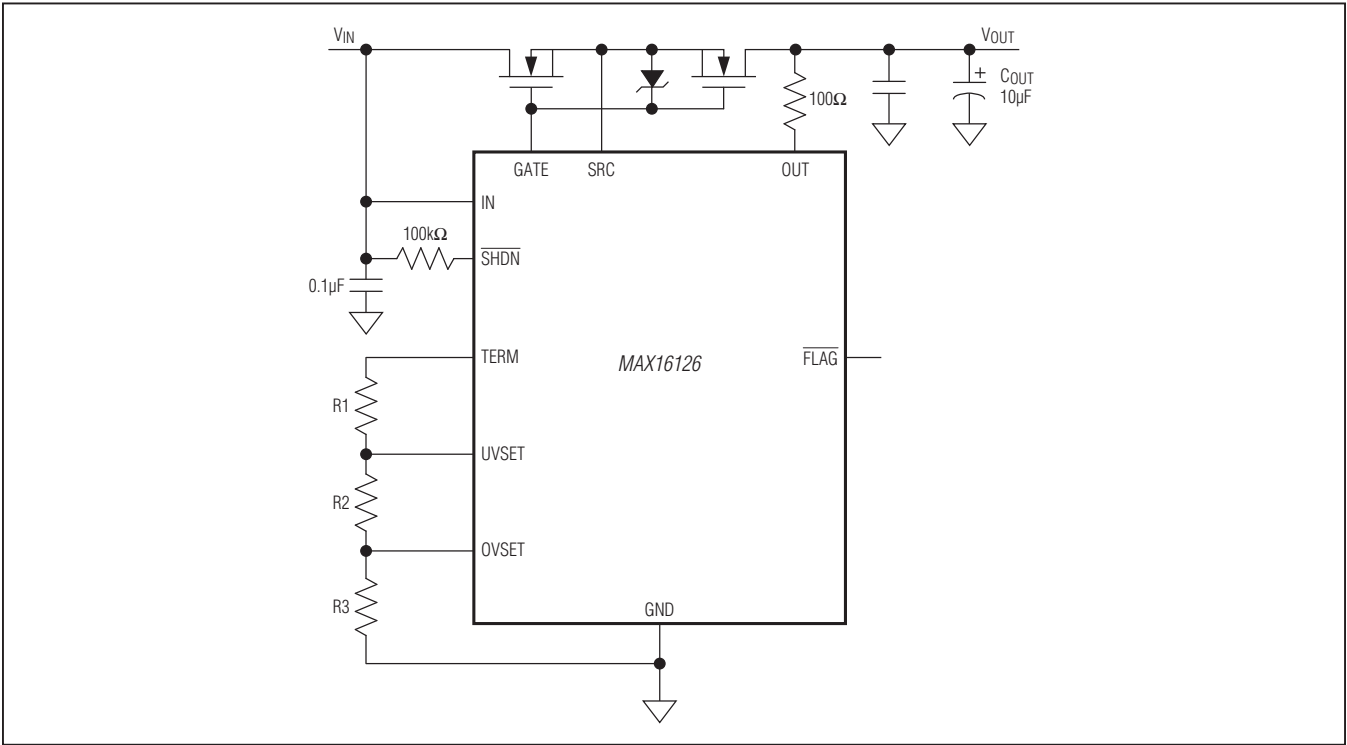 VIN
VOUT
+
COUT
10µF
100Ω
GATE
SRC
OUT
IN
100kΩ
SHDN
0.1µF
TERM
MAX16126
FLAG
R1
UVSET
R2
OVSET
R3
GND